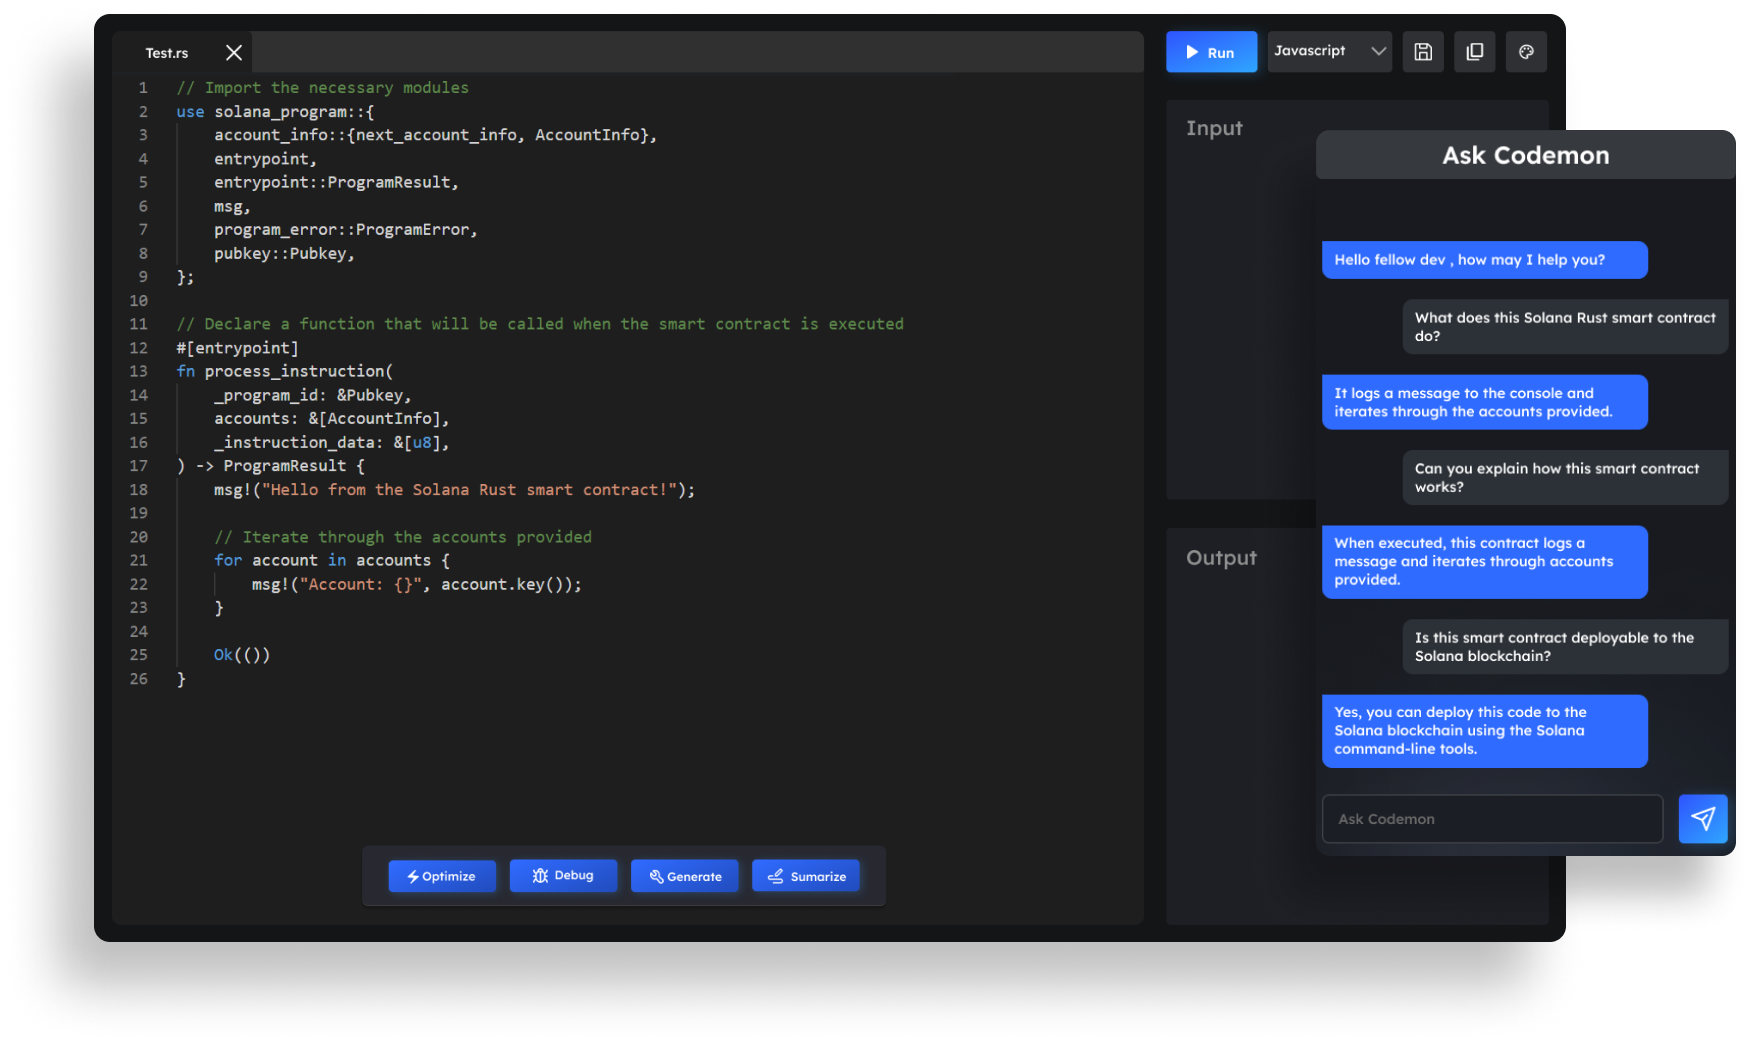 Test.rs
Run
Javascript
1 // Import the necessary modules
2 use solana_program::{
3 account_info::{next_account_info, AccountInfo},
4 entrypoint,
5 entrypoint::ProgramResult,
6 msg,
7 program_error::ProgramError,
8 pubkey::Pubkey,
9 };
10
11 // Declare a function that will be called when the smart contract is executed
12 #[entrypoint]
13 fn process_instruction(
14 _program_id: &Pubkey,
15 accounts: &[AccountInfo],
16 _instruction_data: &[u8],
17 ) -> ProgramResult {
18 msg!("Hello from the Solana Rust smart contract!");
19
20 // Iterate through the accounts provided
21 for account in accounts {
22 msg!("Account: {}", account.key());
23 }
24
25 Ok(())
26 }
Optimize
Debug
Generate
Sumarize
Input
Output
Ask Codemon
Hello fellow dev , how may I help you?
What does this Solana Rust smart contract
do?
It logs a message to the console and
iterates through the accounts provided.
Can you explain how this smart contract
works?
When executed, this contract logs a
message and iterates through accounts
provided.
Is this smart contract deployable to the
Solana blockchain?
Yes, you can deploy this code to the
Solana blockchain using the Solana
command-line tools.
Ask Codemon